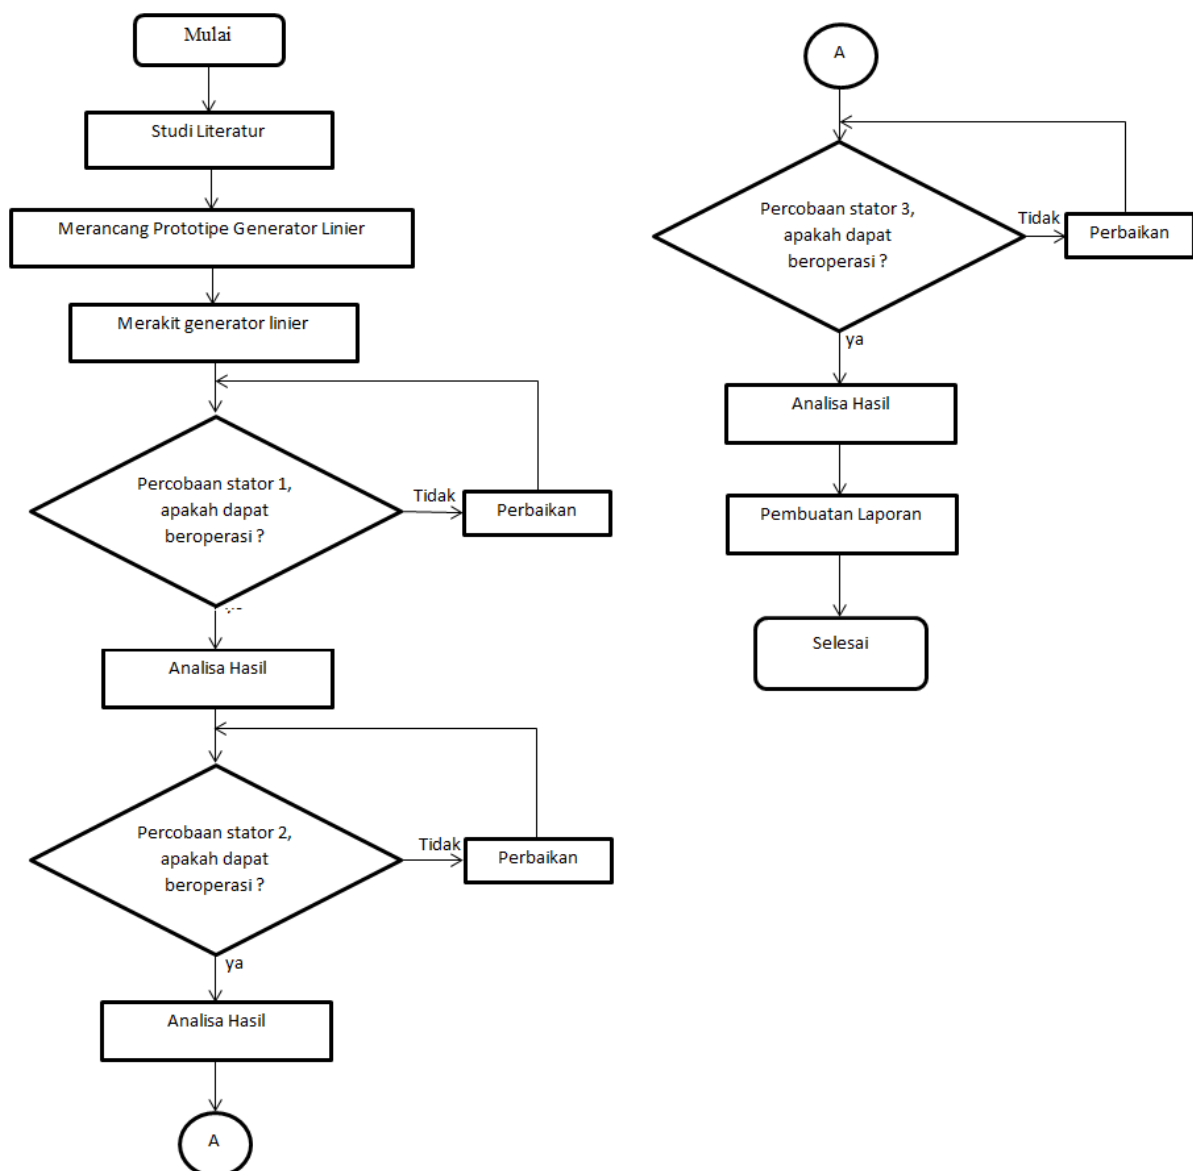 Mulai
Studi Literatur
Merancang Prototipe Generator Linier
Merakit generator linier
Percobaan stator 1,
apakah dapat
beroperasi ?
Tidak
Perbaikan
Analisa Hasil
Percobaan stator 2,
apakah dapat
beroperasi ?
Tidak
Perbaikan
ya
Analisa Hasil
A
A
Percobaan stator 3,
apakah dapat
beroperasi ?
Tidak
Perbaikan
ya
Analisa Hasil
Pembuatan Laporan
Selesai